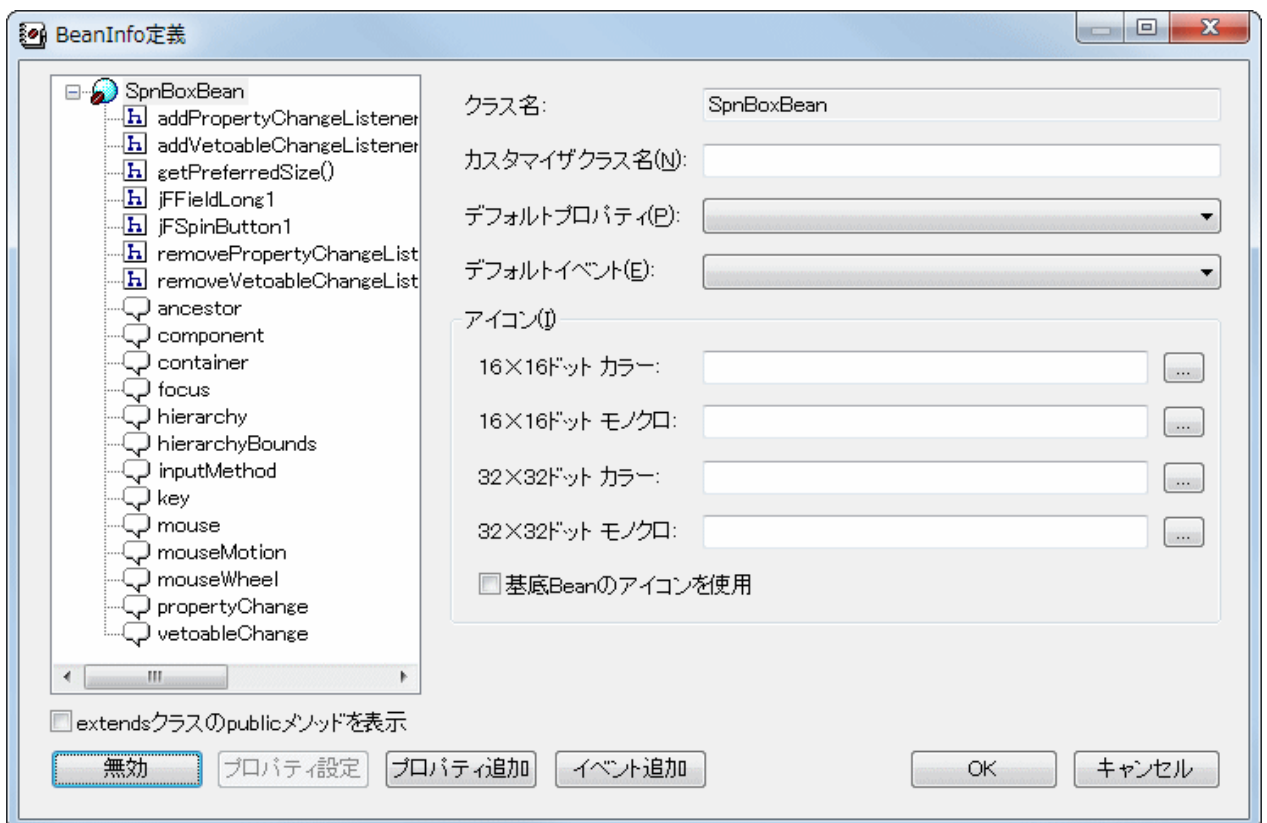 BeanInfo定義
SpnBoxBean
addPropertyChangeListener
addVetoableChangeListener
getPreferredSize()
jFFieldLong1
jFSpinButton1
removePropertyChangeList
removeVetoableChangeList
ancestor
component
container
focus
hierarchy
hierarchyBounds
inputMethod
key
mouse
mouseMotion
mouseWheel
propertyChange
vetoableChange
extendsクラスのpublicメソッドを表示
クラス名: SpnBoxBean
カスタマイザクラス名(N):
デフォルトプロパティ(P):
デフォルトイベント(E):
アイコン(I)
16×16ドット カラー: ...
16×16ドット モノクロ: ...
32×32ドット カラー: ...
32×32ドット モノクロ: ...
基底Beanのアイコンを使用
無効 プロパティ設定 プロパティ追加 イベント追加 OK キャンセル